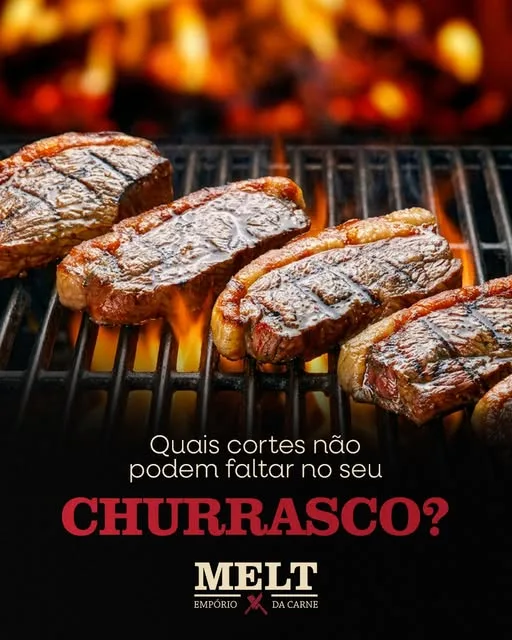 Quais cortes não
podem faltar no seu
CHURRASCO?
MELT
EMPÓRIO DA CARNE